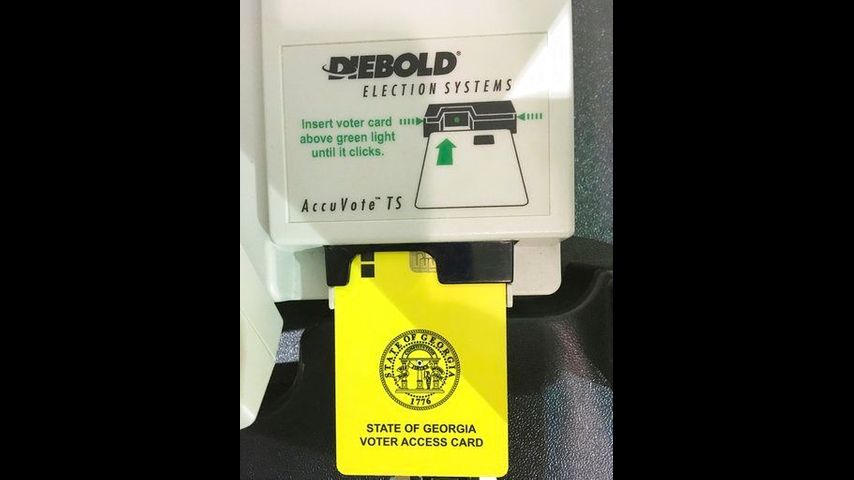 DIEBOLD®
ELECTION SYSTEMS
Insert voter card
above green light
until it clicks.
AccuVote™ TS
STATE OF GEORGIA
1776
STATE OF GEORGIA
VOTER ACCESS CARD